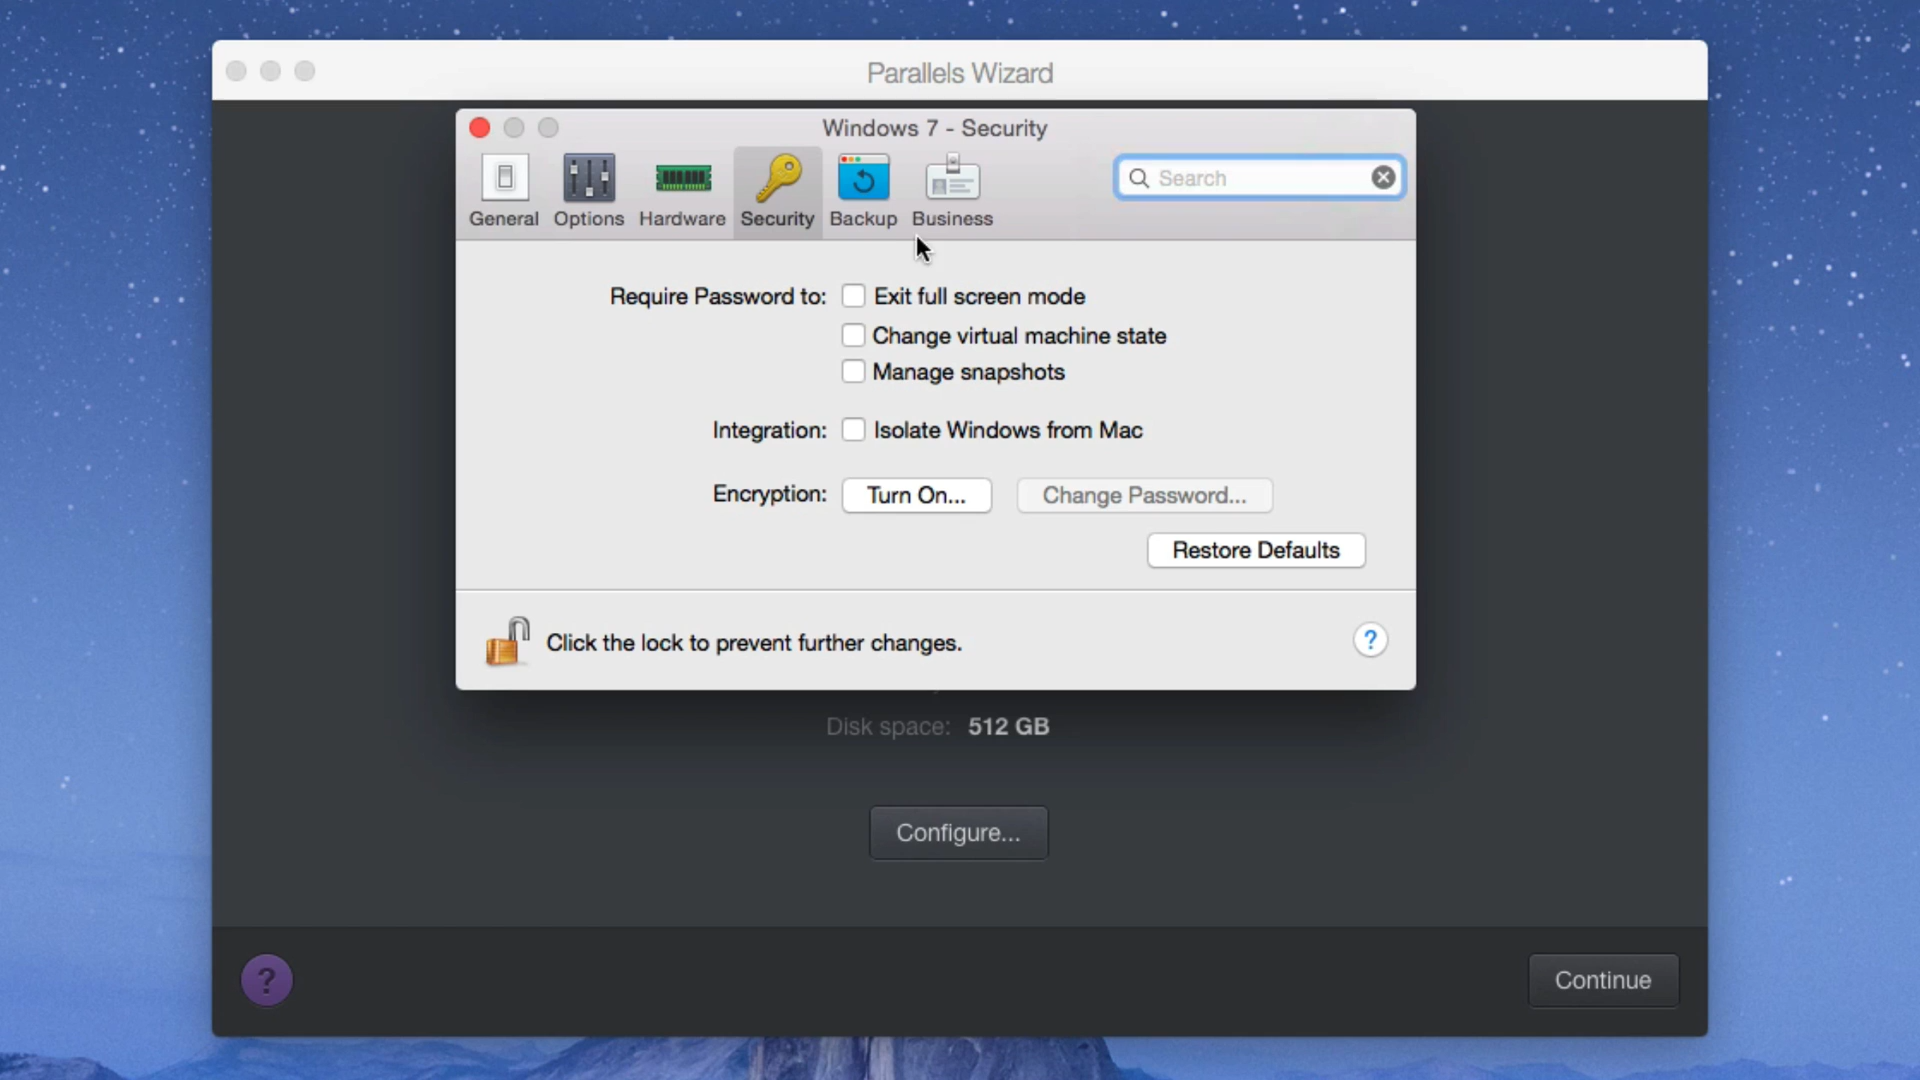 Parallels Wizard
Windows 7 - Security
General Options Hardware Security Backup Business Search
Require Password to: Exit full screen mode
Change virtual machine state
Manage snapshots
Integration: Isolate Windows from Mac
Encryption: Turn On... Change Password...
Restore Defaults
Click the lock to prevent further changes. ?
Disk space: 512 GB
Configure...
? Continue